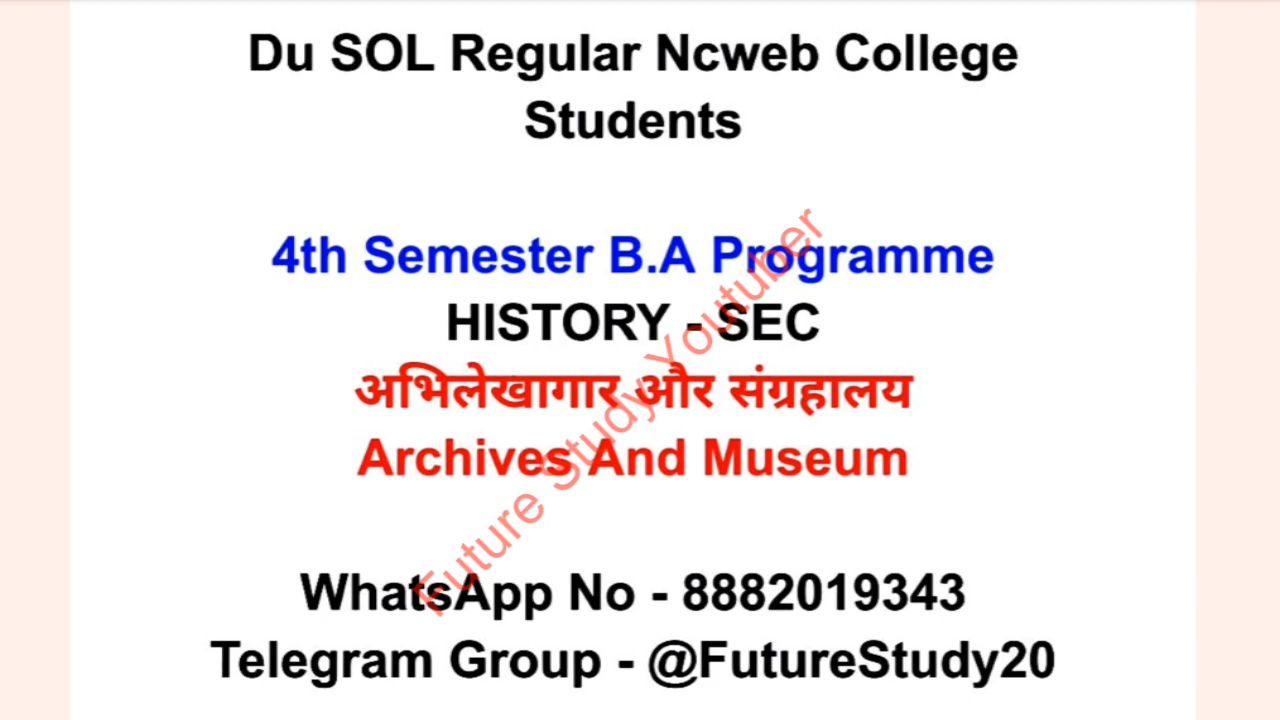 Du SOL Regular Ncweb College
Students
4th Semester B.A Programme
HISTORY - SEC
अभिलेखागार और संग्रहालय
Archives And Museum
WhatsApp No - 8882019343
Telegram Group - @FutureStudy20
Future Study Youtuber